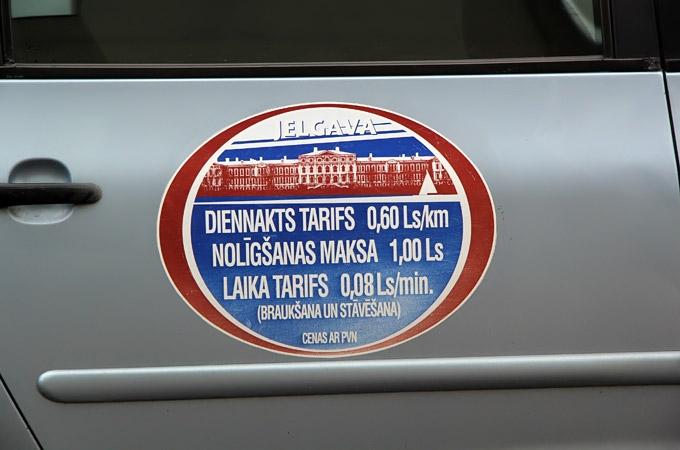 JELGAVA
DIENNAKTS TARIFS 0,60 Ls/km
NOLĪGŠANAS MAKSA 1,00 Ls
LAIKA TARIFS 0,08 Ls/min.
(BRAUKŠANA UN STĀVĒŠANA)
CENAS AR PVN